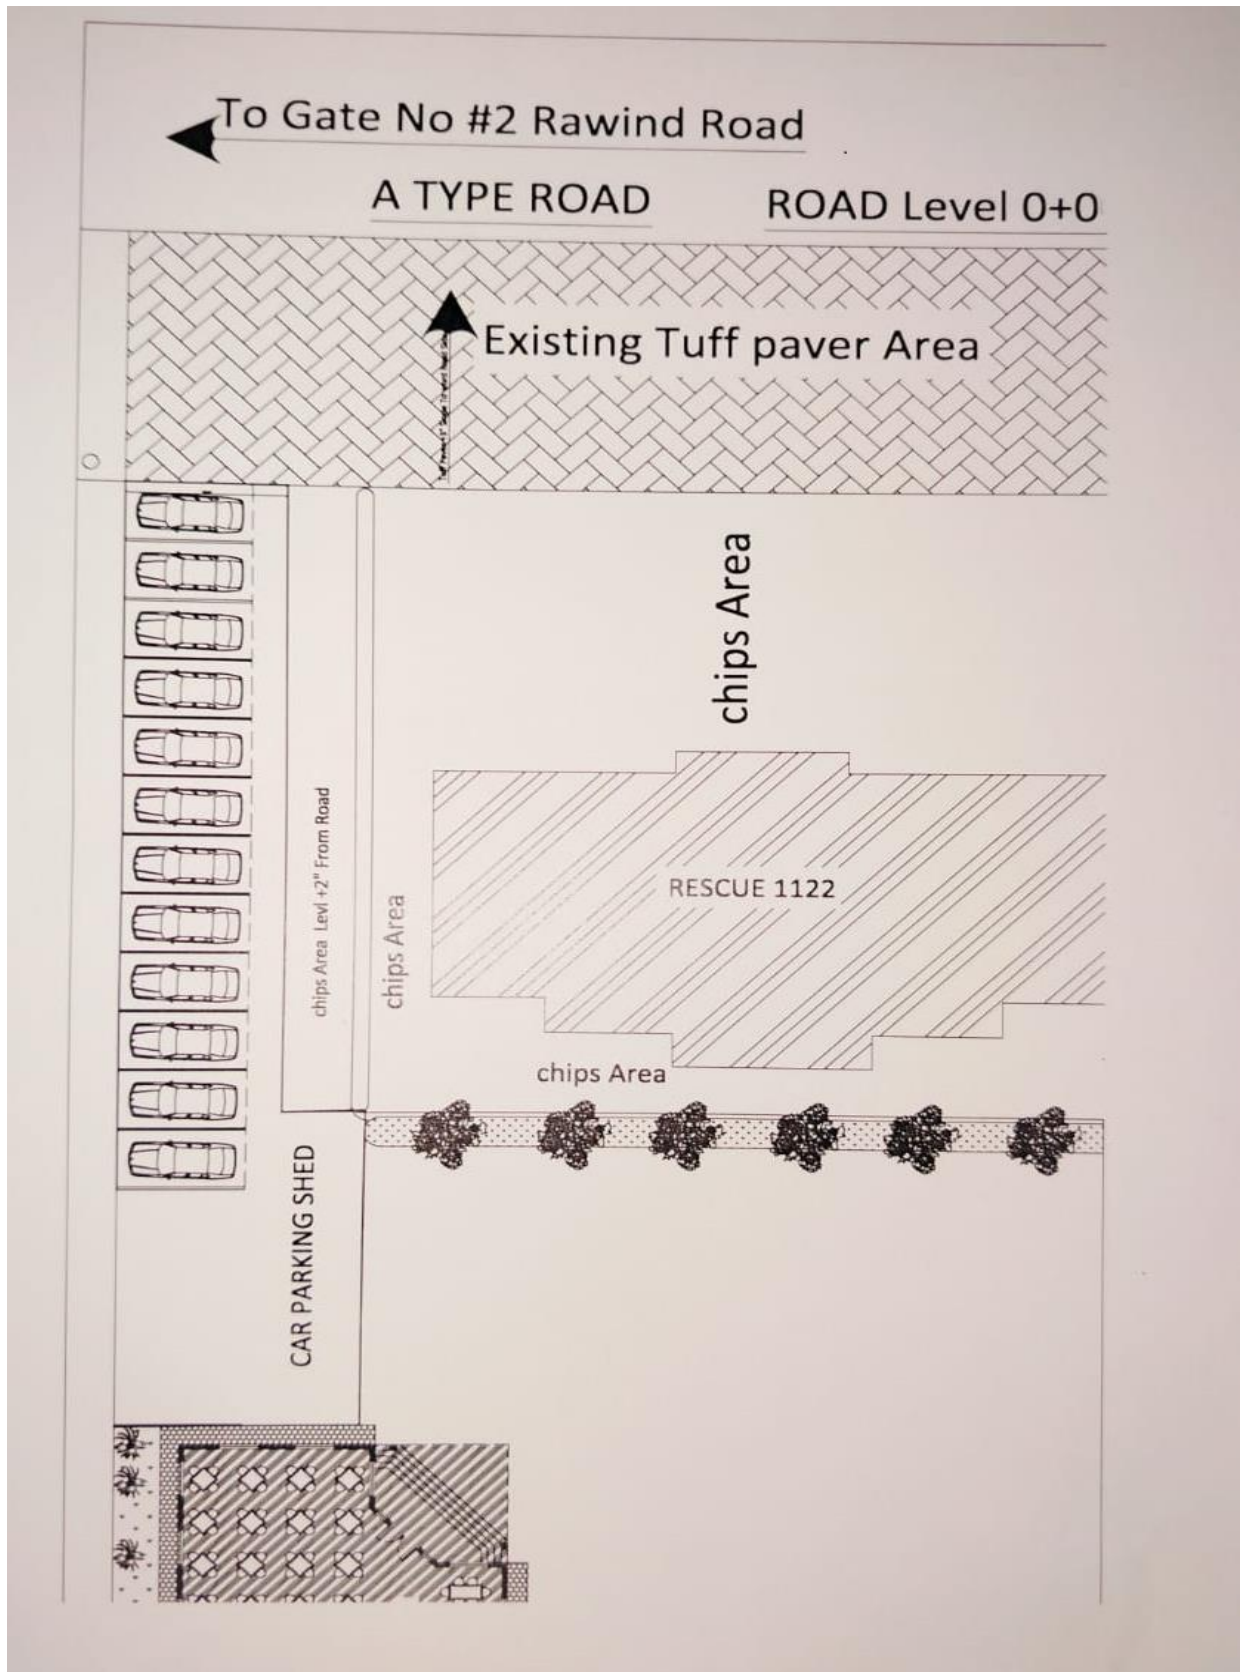 To Gate No #2 Rawind Road
A TYPE ROAD
ROAD Level 0+0
Existing Tuff paver Area
chips Area
chips Area Levl +2" From Road
chips Area
RESCUE 1122
chips Area
CAR PARKING SHED